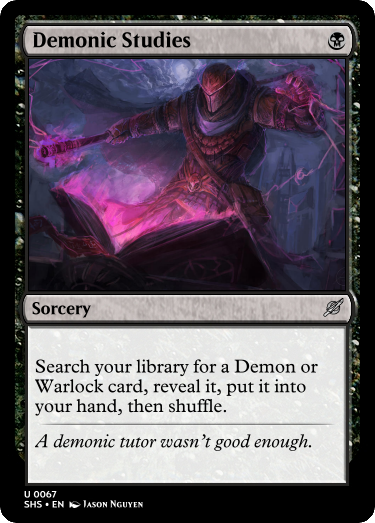 Demonic Studies
Sorcery
Search your library for a Demon or
Warlock card, reveal it, put it into
your hand, then shuffle.
A demonic tutor wasn't good enough.
U 0067
SHS • EN Jason Nguyen